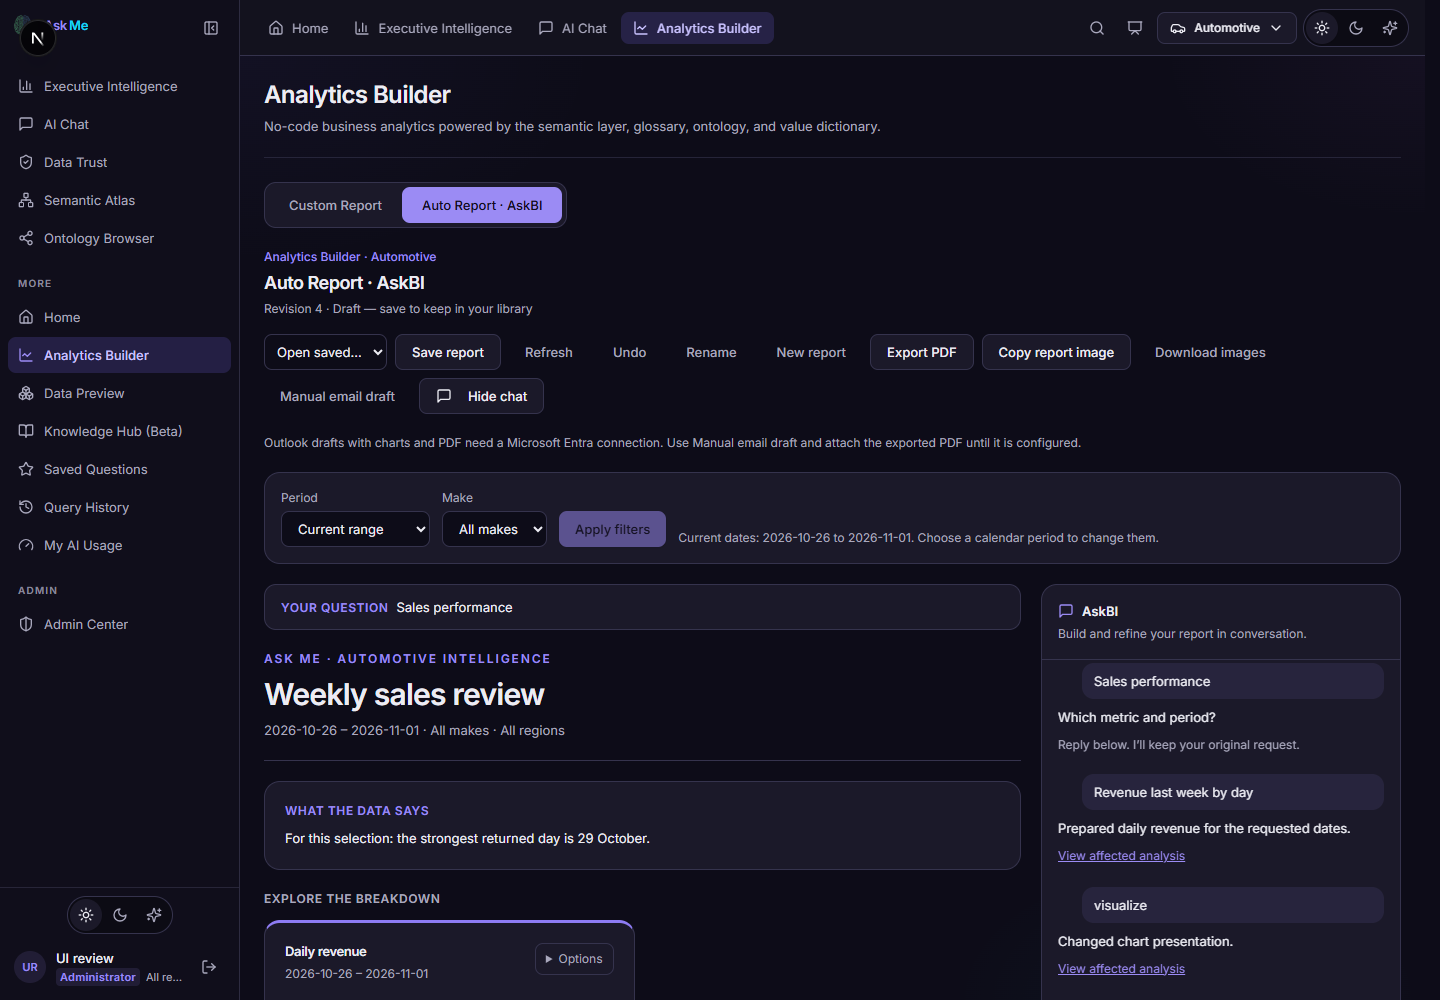 Ask Me
N
Executive Intelligence
AI Chat
Data Trust
Semantic Atlas
Ontology Browser
MORE
Home
Analytics Builder
Data Preview
Knowledge Hub (Beta)
Saved Questions
Query History
My AI Usage
ADMIN
Admin Center
UR
UI review
Administrator All re...
Home
Executive Intelligence
AI Chat
Analytics Builder
Automotive
Analytics Builder
No-code business analytics powered by the semantic layer, glossary, ontology, and value dictionary.
Custom Report
Auto Report · AskBI
Analytics Builder · Automotive
Auto Report · AskBI
Revision 4 · Draft — save to keep in your library
Open saved...
Save report
Refresh
Undo
Rename
New report
Export PDF
Copy report image
Download images
Manual email draft
Hide chat
Outlook drafts with charts and PDF need a Microsoft Entra connection. Use Manual email draft and attach the exported PDF until it is configured.
Period
Make
Current range
All makes
Apply filters
Current dates: 2026-10-26 to 2026-11-01. Choose a calendar period to change them.
YOUR QUESTION Sales performance
ASK ME · AUTOMOTIVE INTELLIGENCE
Weekly sales review
2026-10-26 – 2026-11-01 · All makes · All regions
WHAT THE DATA SAYS
For this selection: the strongest returned day is 29 October.
EXPLORE THE BREAKDOWN
Daily revenue
2026-10-26 – 2026-11-01
Options
AskBI
Build and refine your report in conversation.
Sales performance
Which metric and period?
Reply below. I'll keep your original request.
Revenue last week by day
Prepared daily revenue for the requested dates.
View affected analysis
visualize
Changed chart presentation.
View affected analysis